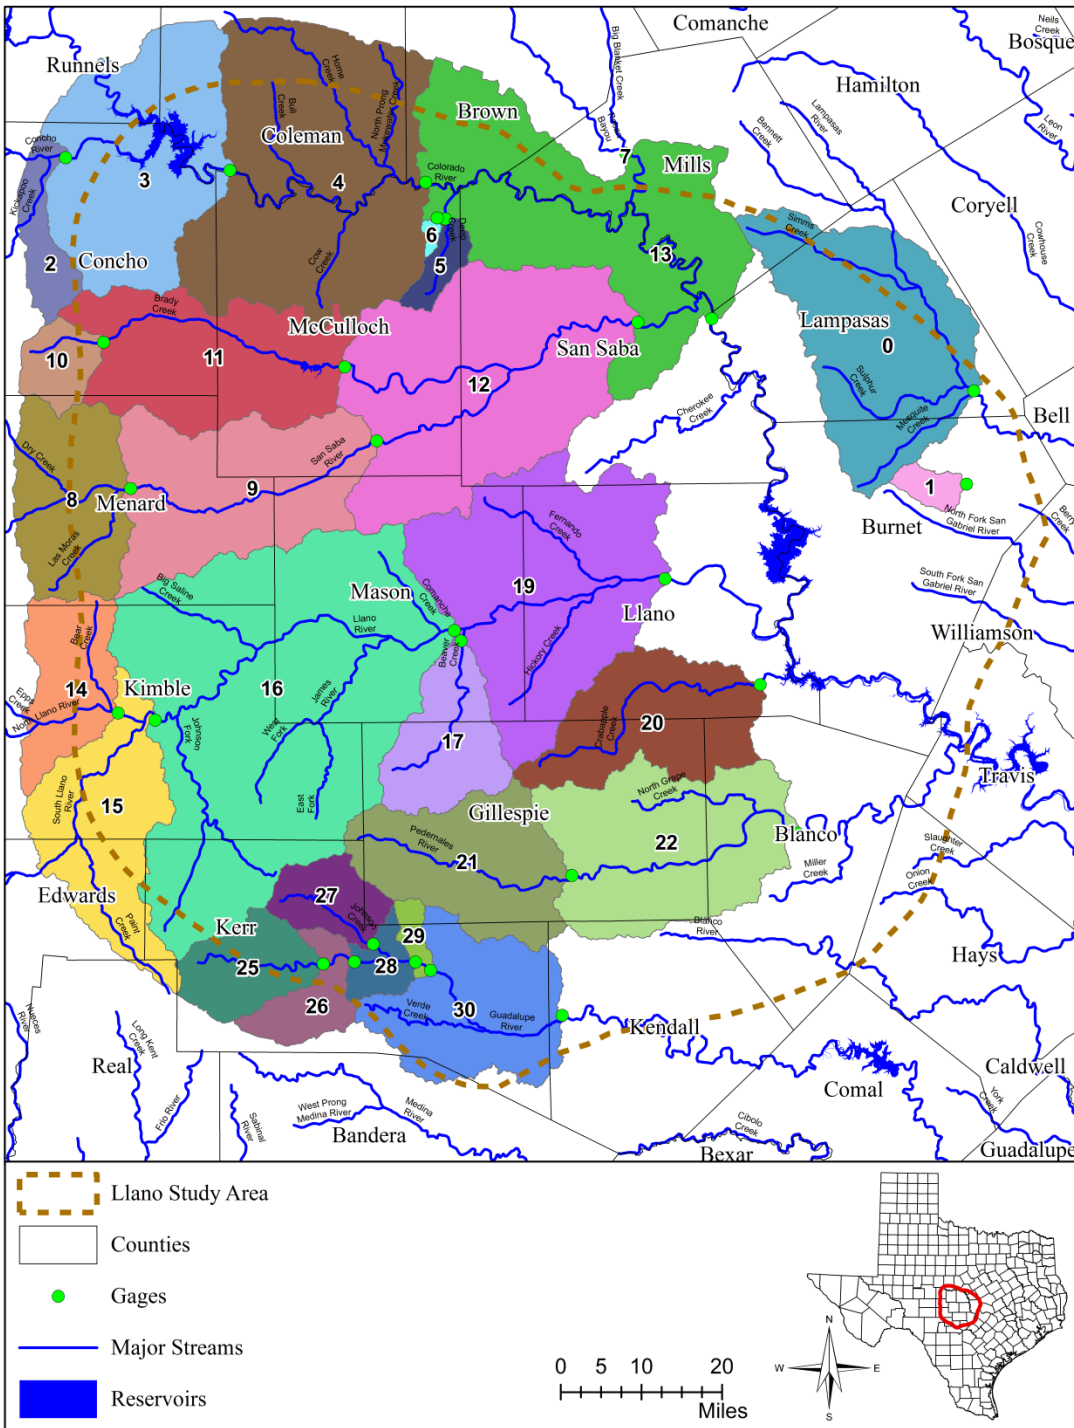 Comanche
Neils
Creek
Bosque
Runnels
Home
Creek
Big Blanket Creek
Hamilton
Bull
Creek
North Prong
Mukewater Creek
Brown
Lampasas
River
Bennett
Creek
Leon
River
Coleman
Bayou
Concho
River
7
Mills
3
4
Colorado
River
Kickapoo
Creek
Coryell
Simms
Creek
Cowhouse
Creek
6
Deep
Creek
2
Concho
5
13
Cow
Creek
Brady
Creek
McCulloch
Lampasas
0
San Saba
10
11
12
Sulphur
Creek
Cherokee
Creek
Mesquite
Creek
Bell
Dry Creek
San Saba
River
8
Menard
9
1
Burnet
North Fork San
Gabriel River
Berry
Creek
Fernando
Creek
Las Moras
Creek
Big Saline
Creek
Mason
Comanche
Creek
19
South Fork San
Gabriel River
Llano
River
Llano
Williamson
Bear
Creek
Beaver
Creek
Hickory Creek
14
Kimble
16
Epps
Creek
North Llano River
James
River
Johnson
Fork
West
Fork
Crabapple
Creek
20
17
Travis
South Llano
River
15
East
Fork
North Grape
Creek
Gillespie
Pedernales
River
21
22
Blanco
Slaughter
Creek
Miller
Creek
Onion
Creek
Edwards
27
Johnson
Creek
Paint
Creek
Kerr
29
Blanco
River
Hays
25
28
26
Verde
Creek
30
Guadalupe
River
Nueces
River
Kendall
Long Kent
Creek
Real
Caldwell
Comal
Frio River
Sabinal
River
West Prong
Medina River
Medina
River
York
Creek
Bandera
Cibolo
Creek
Bexar
Guadalupe
Llano Study Area
Counties
Gages
Major Streams
Reservoirs
0 5 10 20
Miles
N
W E
S